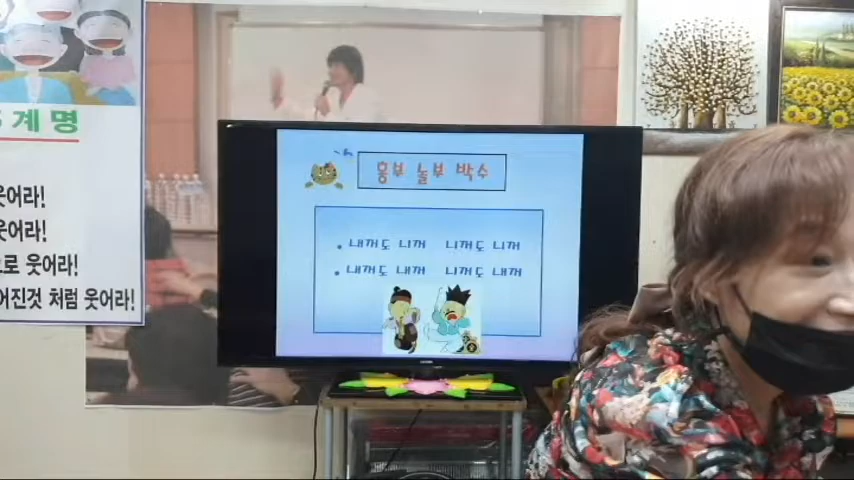 계명
웃어라!
웃어라!
로 웃어라!
어진것 처럼 웃어라!
흥부 놀부 박수
• 내꺼도 니꺼 니꺼도 니꺼
• 내꺼도 내꺼 니꺼도 내꺼